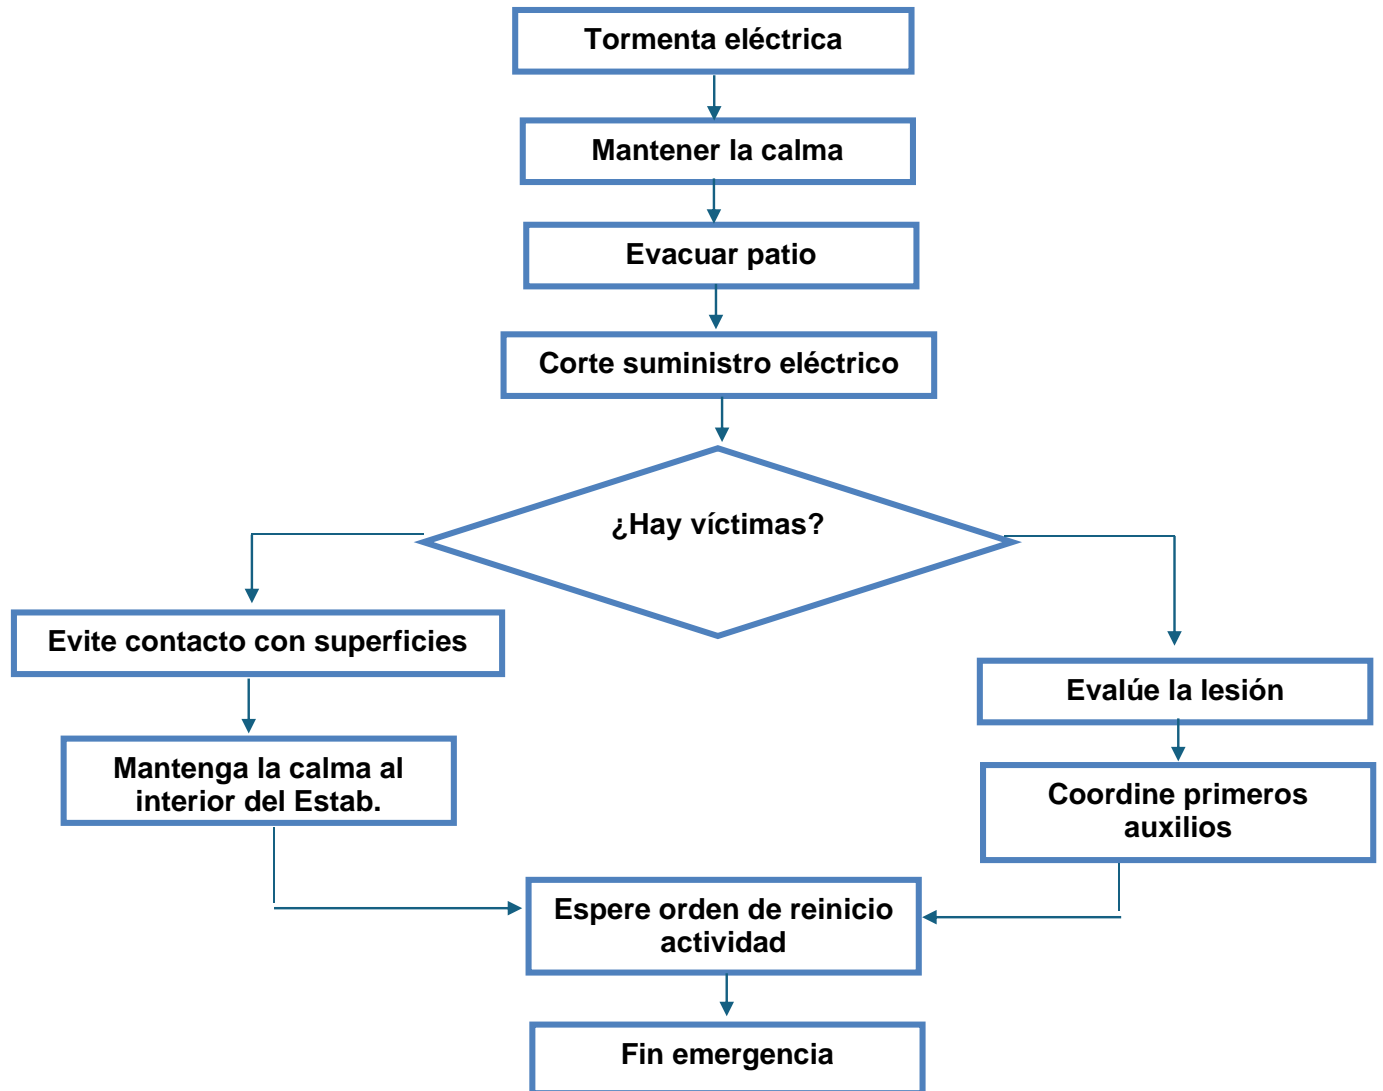 Tormenta eléctrica
Mantener la calma
Evacuar patio
Corte suministro eléctrico
¿Hay víctimas?
Evite contacto con superficies
Mantenga la calma al
interior del Estab.
Evalúe la lesión
Coordine primeros
auxilios
Espere orden de reinicio
actividad
Fin emergencia